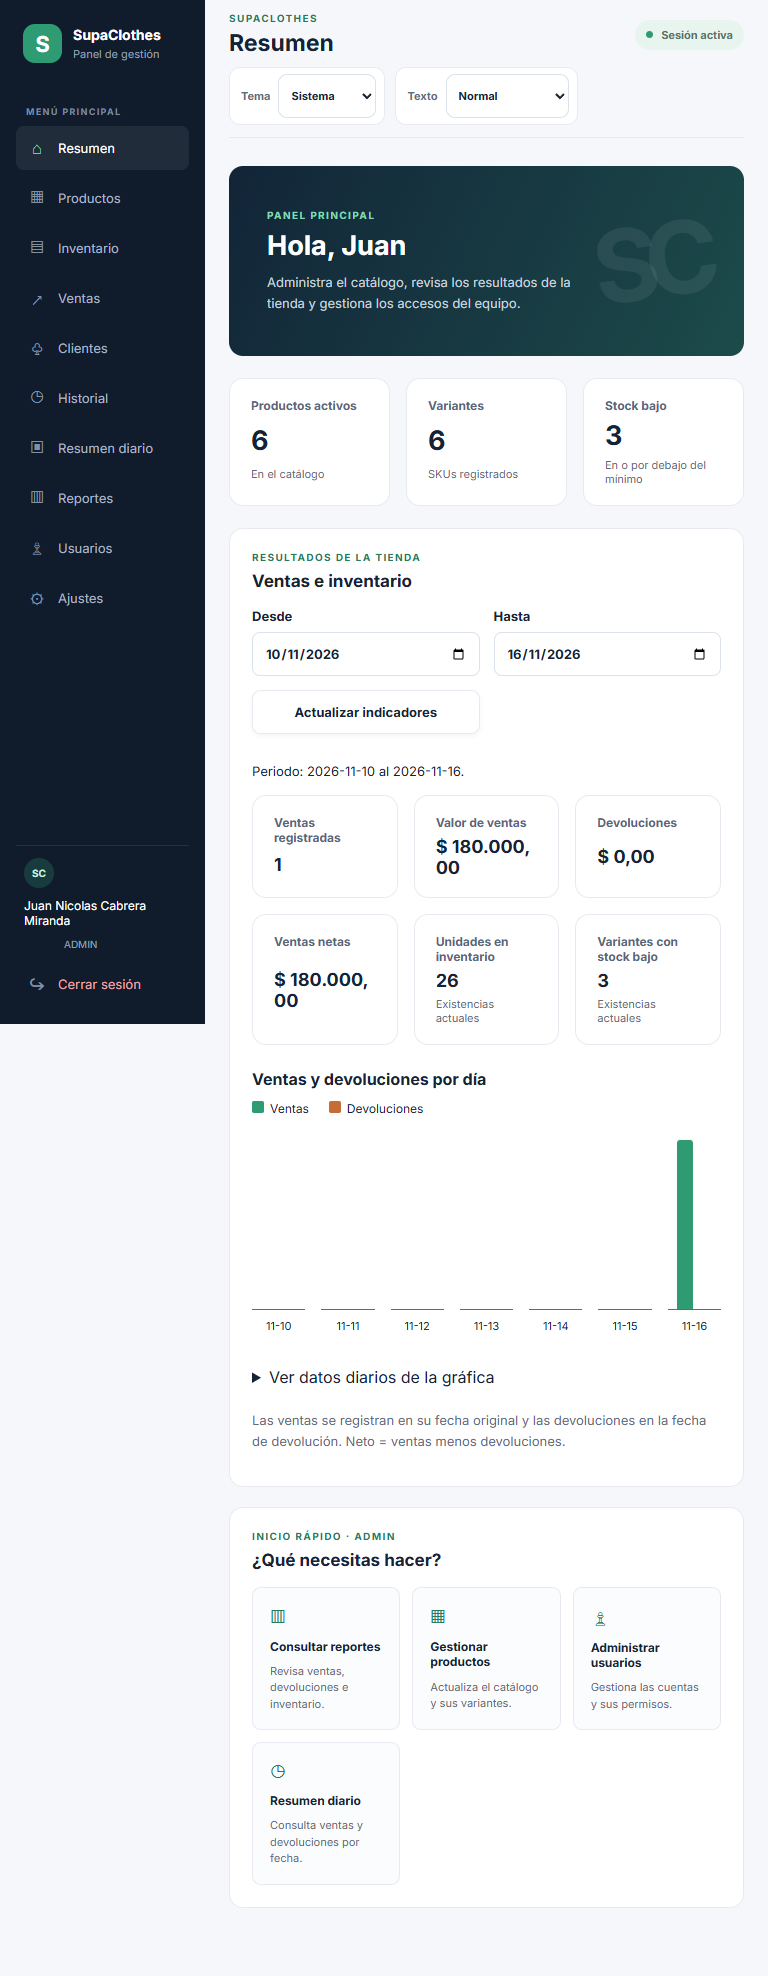 S
SupaClothes
Panel de gestión
MENÚ PRINCIPAL
Resumen
Productos
Inventario
Ventas
Clientes
Historial
Resumen diario
Reportes
Usuarios
Ajustes
SC
Juan Nicolas Cabrera
Miranda
ADMIN
Cerrar sesión
SUPACLOTHES
Resumen
Sesión activa
Tema
Sistema
Texto
Normal
PANEL PRINCIPAL
Hola, Juan
Administra el catálogo, revisa los resultados de la
tienda y gestiona los accesos del equipo.
SC
Productos activos
6
En el catálogo
Variantes
6
SKUs registrados
Stock bajo
3
En o por debajo del
mínimo
RESULTADOS DE LA TIENDA
Ventas e inventario
Desde
Hasta
10/11/2026
16/11/2026
Actualizar indicadores
Periodo: 2026-11-10 al 2026-11-16.
Ventas
registradas
1
Valor de ventas
$ 180.000,
00
Devoluciones
$ 0,00
Ventas netas
$ 180.000,
00
Unidades en
inventario
26
Existencias
actuales
Variantes con
stock bajo
3
Existencias
actuales
Ventas y devoluciones por día
Ventas
Devoluciones
11-10
11-11
11-12
11-13
11-14
11-15
11-16
Ver datos diarios de la gráfica
Las ventas se registran en su fecha original y las devoluciones en la fecha
de devolución. Neto = ventas menos devoluciones.
INICIO RÁPIDO · ADMIN
¿Qué necesitas hacer?
Consultar reportes
Revisa ventas,
devoluciones e
inventario.
Gestionar
productos
Actualiza el catálogo
y sus variantes.
Administrar
usuarios
Gestiona las cuentas
y sus permisos.
Resumen diario
Consulta ventas y
devoluciones por
fecha.